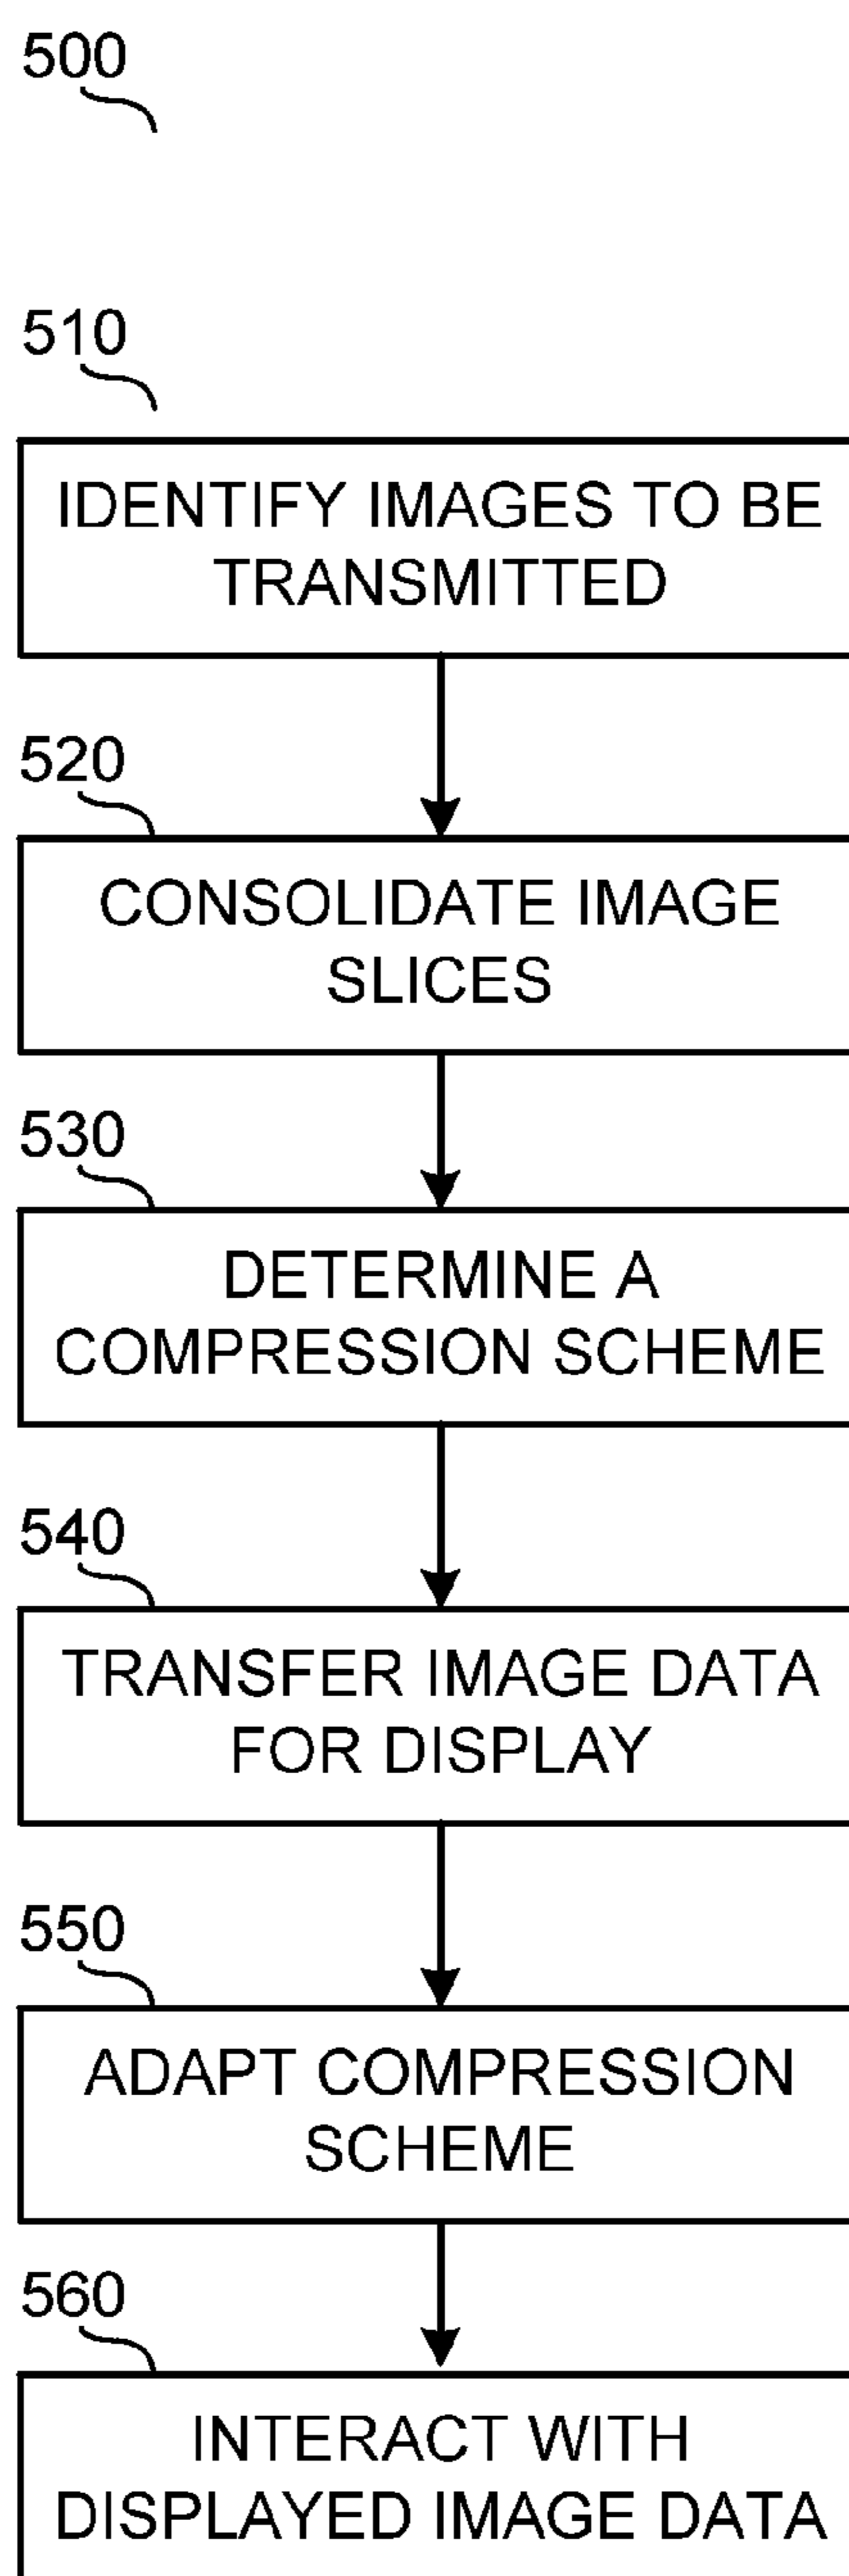 500
510
IDENTIFY IMAGES TO BE
TRANSMITTED
520
CONSOLIDATE IMAGE
SLICES
530
DETERMINE A
COMPRESSION SCHEME
540
TRANSFER IMAGE DATA
FOR DISPLAY
550
ADAPT COMPRESSION
SCHEME
560
INTERACT WITH
DISPLAYED IMAGE DATA